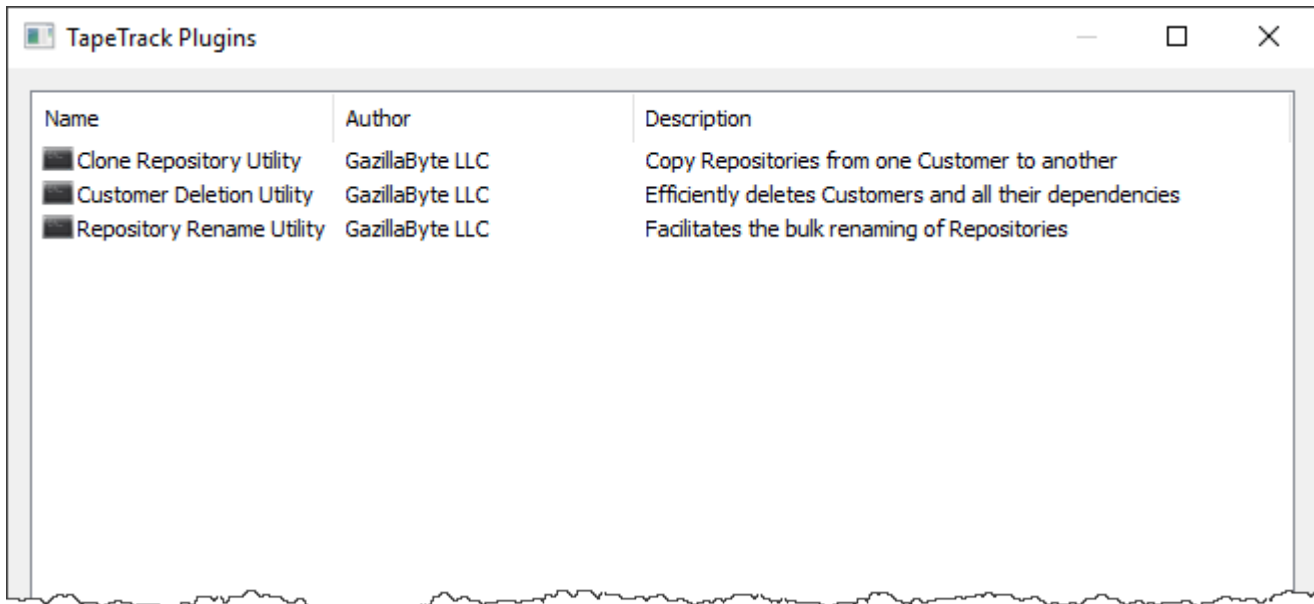 TapeTrack Plugins
Name Author Description
Clone Repository Utility GazillaByte LLC Copy Repositories from one Customer to another
Customer Deletion Utility GazillaByte LLC Efficiently deletes Customers and all their dependencies
Repository Rename Utility GazillaByte LLC Facilitates the bulk renaming of Repositories